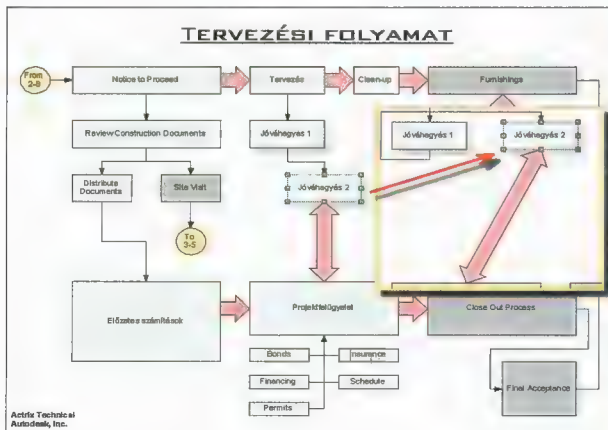 TERVEZÉSI FOLYAMAT
From
2-8
Notice to Proceed
Tervezés
Clean-up
Furnishings
Review Construction Documents
Jóváhagyás 1
Jóváhagyás 1
Jóváhagyás 2
Distribute
Documents
Site Visit
Jóváhagyás 2
To
3-5
Előzetes számítások
Projektfelügyelet
Close Out Process
Bonds
Insurance
Financing
Schedule
Permits
Final Acceptance
Actrix Technical
Autodesk, Inc.